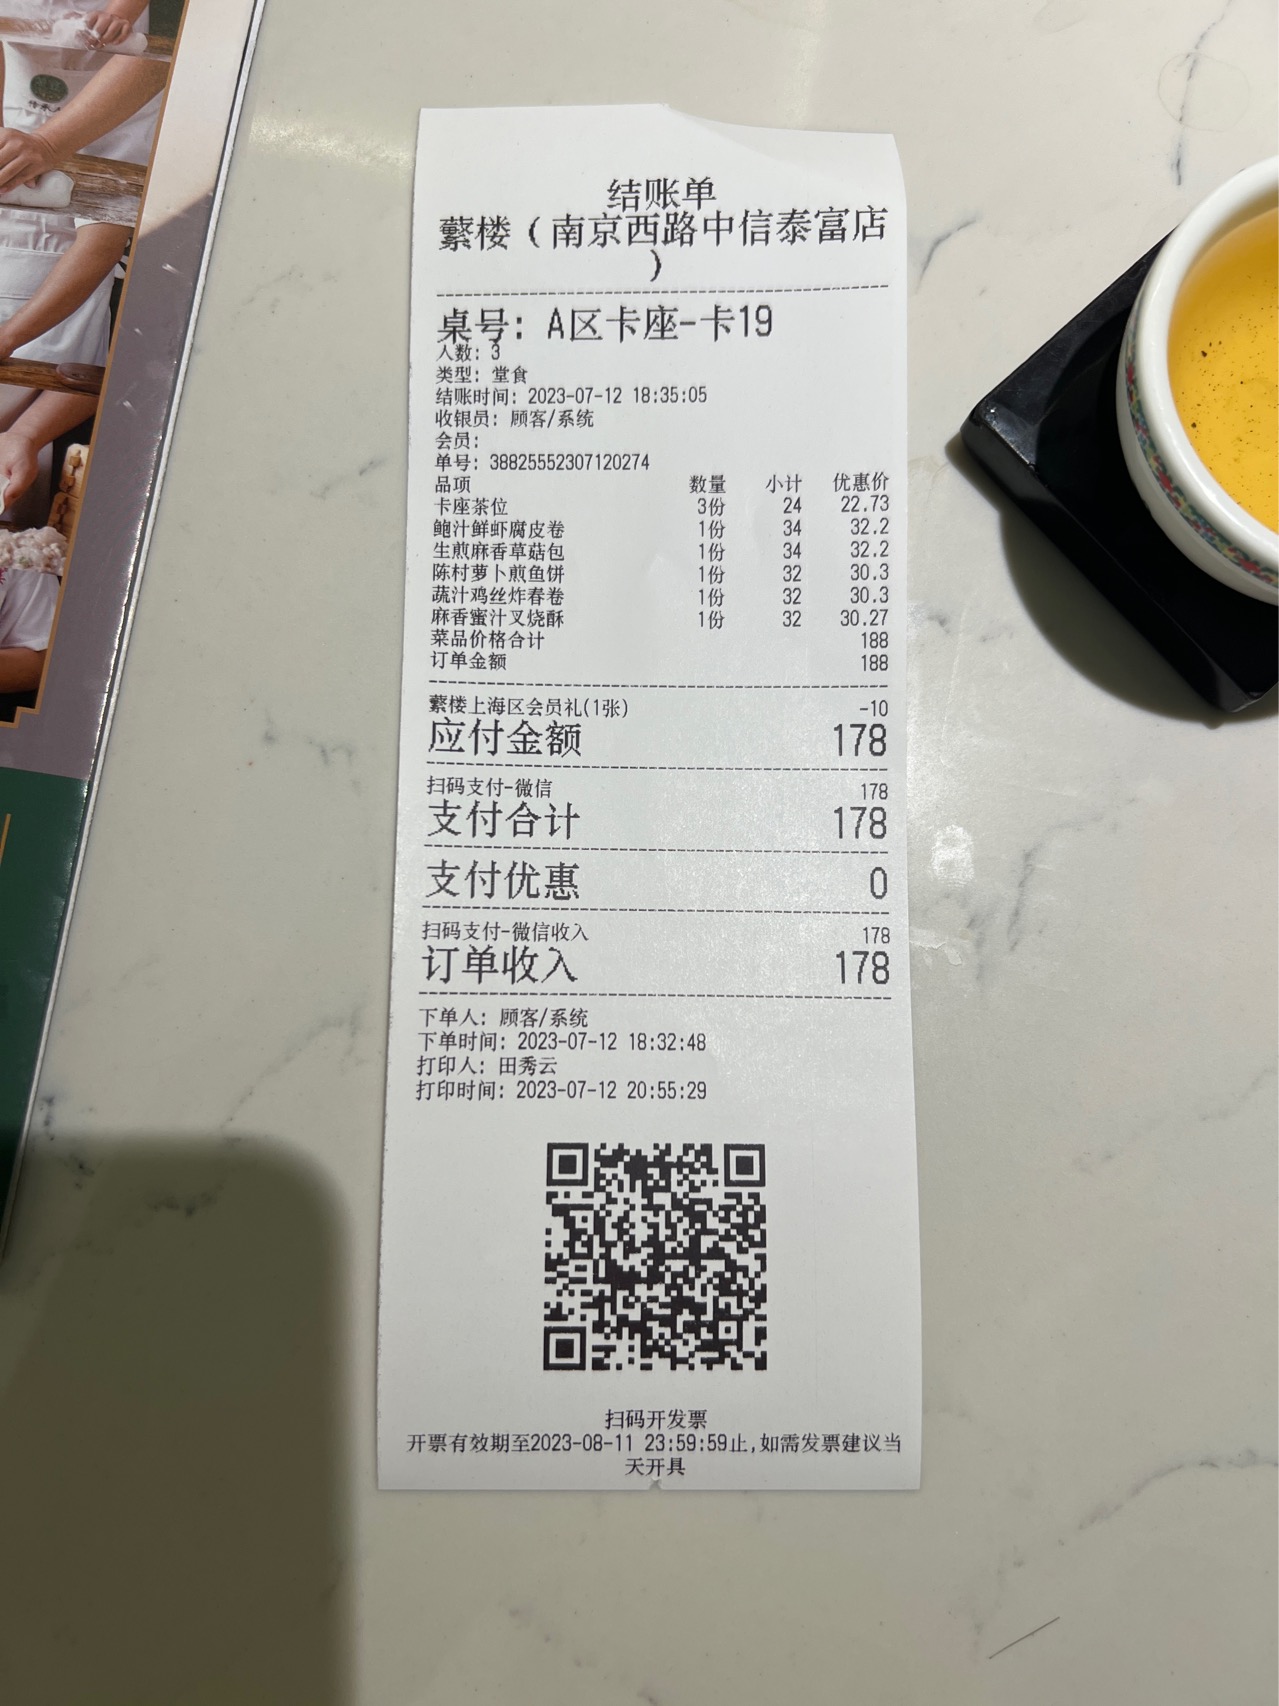 结账单
蘩楼（南京西路中信泰富店
）
桌号: A区卡座-卡19
人数: 3
类型: 堂食
结账时间: 2023-07-12 18:35:05
收银员: 顾客/系统
会员:
单号: 38825552307120274
品项 数量 小计 优惠价
卡座茶位 3份 24 22.73
鲍汁鲜虾腐皮卷 1份 34 32.2
生煎麻香草菇包 1份 34 32.2
陈村萝卜煎鱼饼 1份 32 30.3
蔬汁鸡丝炸春卷 1份 32 30.3
麻香蜜汁叉烧酥 1份 32 30.27
菜品价格合计 188
订单金额 188
蘩楼上海区会员礼(1张) -10
应付金额 178
扫码支付-微信 178
支付合计 178
支付优惠 0
扫码支付-微信收入 178
订单收入 178
下单人: 顾客/系统
下单时间: 2023-07-12 18:32:48
打印人: 田秀云
打印时间: 2023-07-12 20:55:29
扫码开发票
开票有效期至2023-08-11 23:59:59止,如需发票建议当
天开具